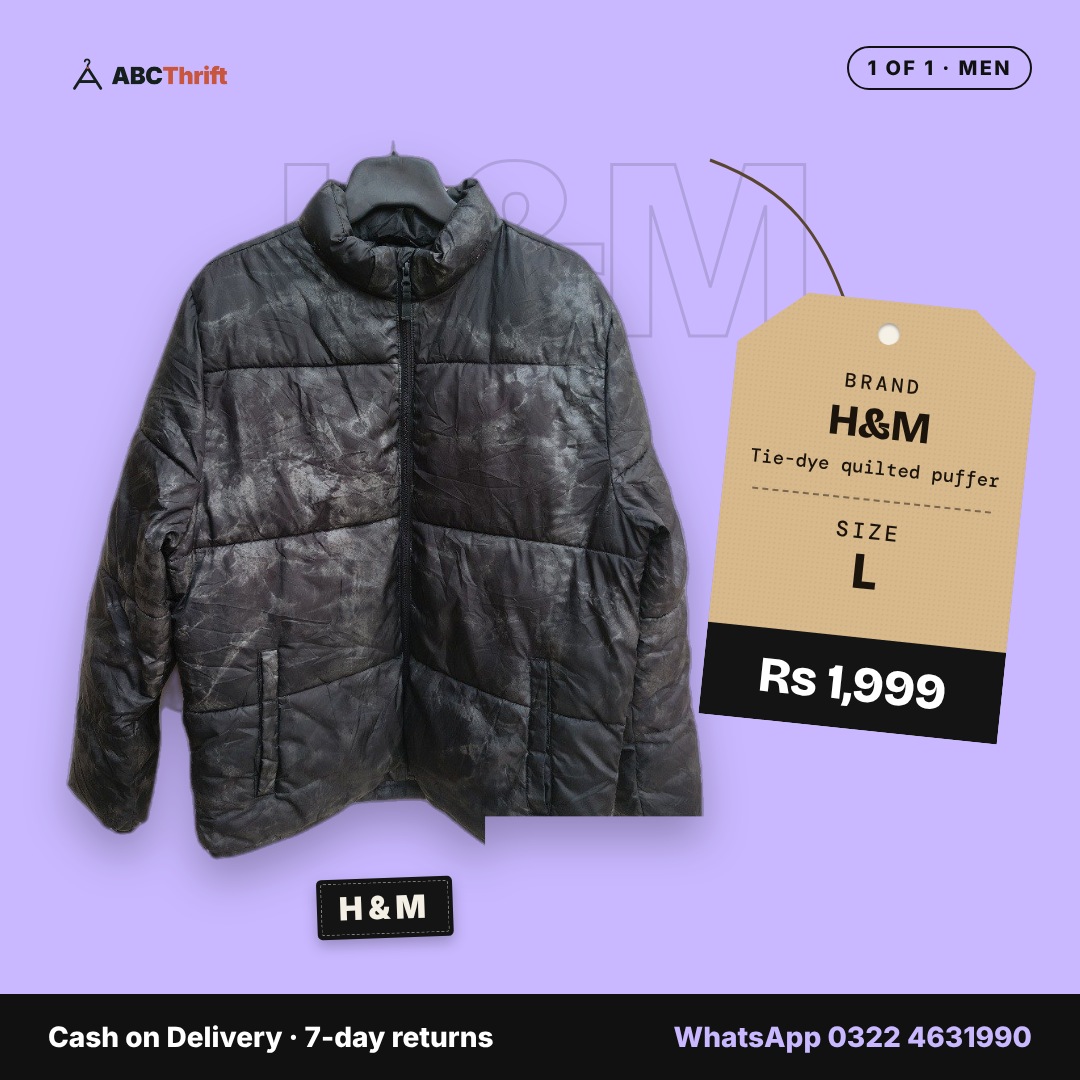 ABCThrift
1 OF 1 · MEN
H&M
BRAND
H&M
Tie-dye quilted puffer
SIZE
L
Rs 1,999
H&M
Cash on Delivery · 7-day returns
WhatsApp 0322 4631990